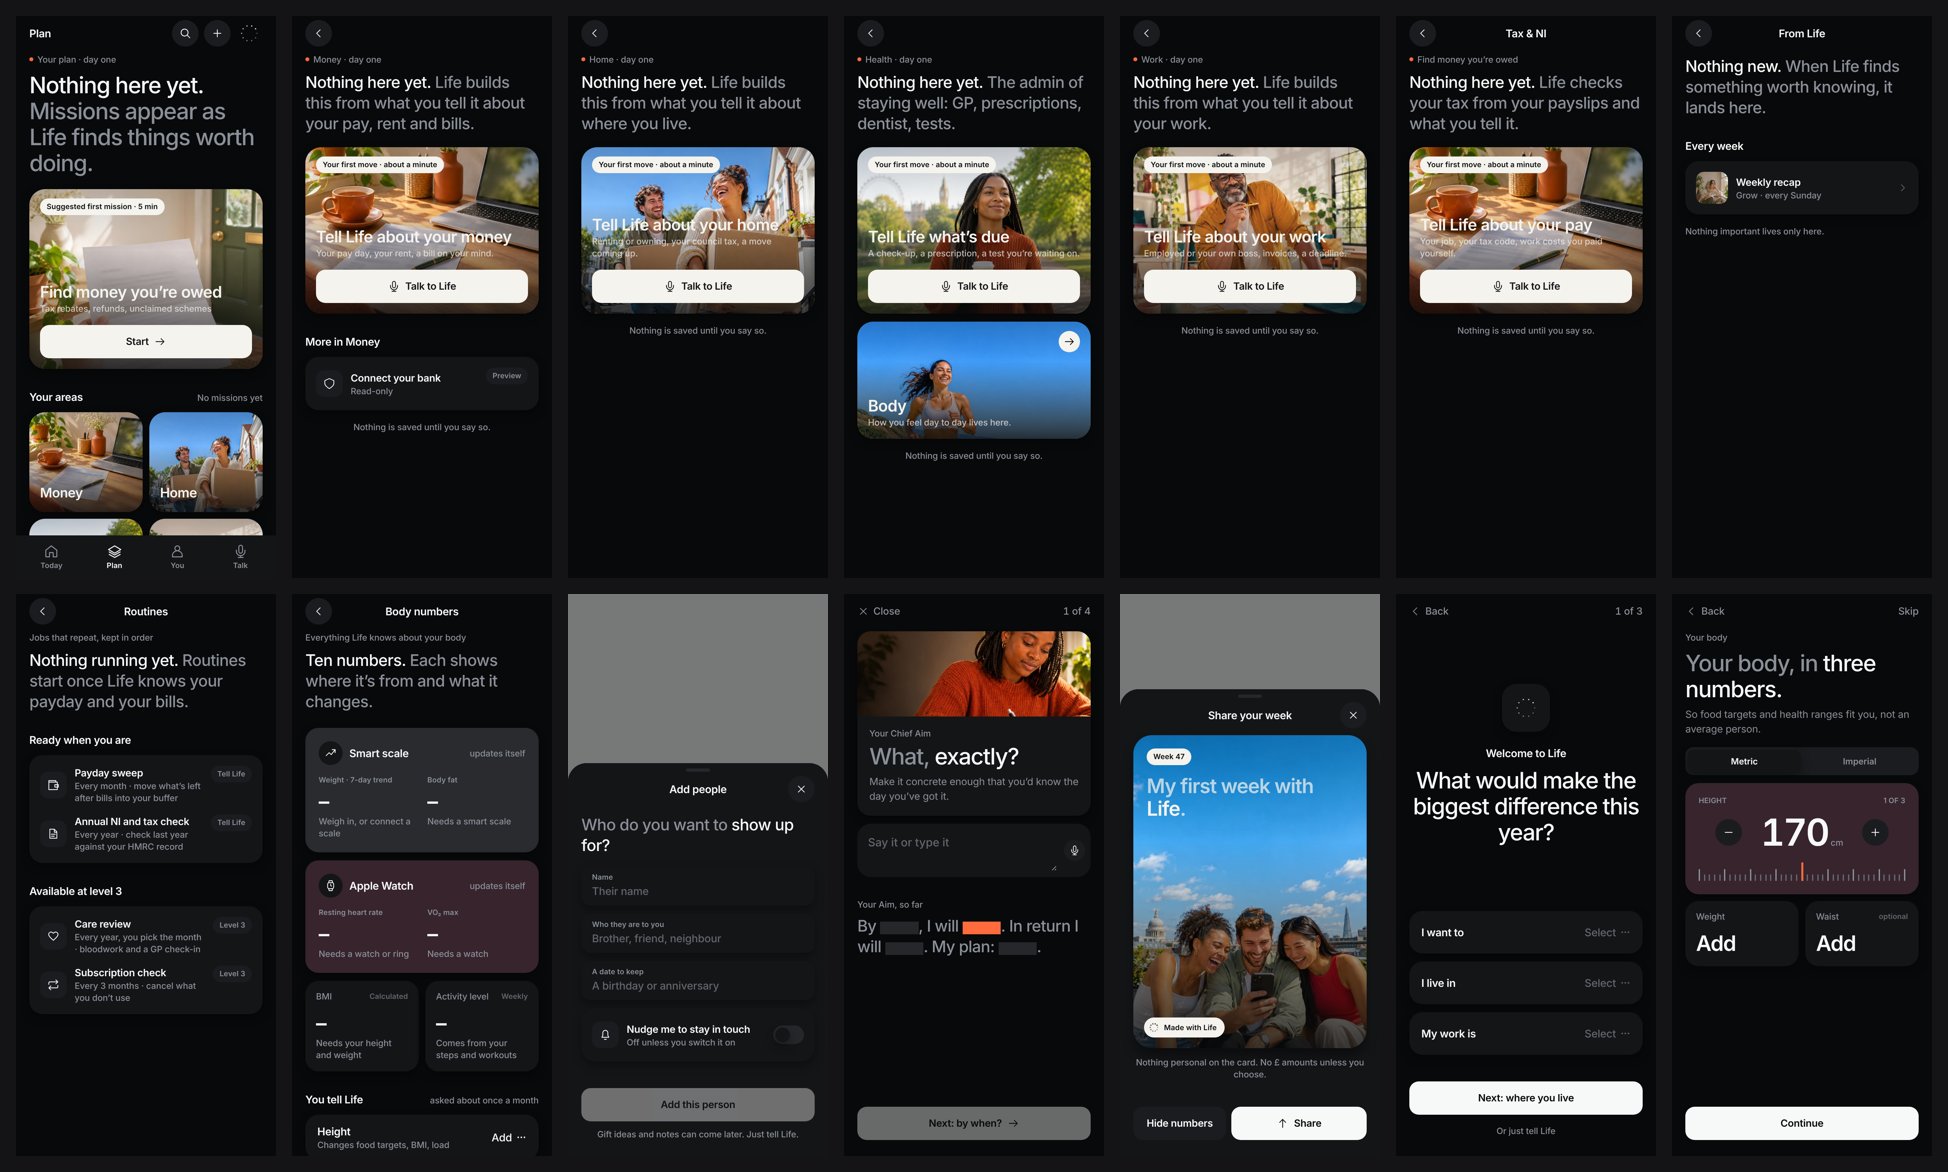 Plan
Your plan · day one
Nothing here yet.
Missions appear as
Life finds things worth
doing.
Suggested first mission · 5 min
Find money you're owed
Tax rebates, refunds, unclaimed schemes
Start →
Your areas
No missions yet
Money
Home
Today
Plan
You
Talk
Money · day one
Nothing here yet. Life builds
this from what you tell it about
your pay, rent and bills.
Your first move · about a minute
Tell Life about your money
Your pay day, your rent, a bill on your mind.
Talk to Life
More in Money
Connect your bank
Read-only
Preview
Nothing is saved until you say so.
Home · day one
Nothing here yet. Life builds
this from what you tell it about
where you live.
Your first move · about a minute
Tell Life about your home
Renting or owning, your council tax, a move
coming up.
Talk to Life
Nothing is saved until you say so.
Health · day one
Nothing here yet. The admin of
staying well: GP, prescriptions,
dentist, tests.
Your first move · about a minute
Tell Life what's due
A check-up, a prescription, a test you're waiting on.
Talk to Life
Body
How you feel day to day lives here.
Nothing is saved until you say so.
Work · day one
Nothing here yet. Life builds
this from what you tell it about
your work.
Your first move · about a minute
Tell Life about your work
Employed or your own boss, invoices, a deadline.
Talk to Life
Nothing is saved until you say so.
Tax & NI
Find money you're owed
Nothing here yet. Life checks
your tax from your payslips and
what you tell it.
Your first move · about a minute
Tell Life about your pay
Your job, your tax code, work costs you paid
yourself.
Talk to Life
Nothing is saved until you say so.
From Life
Nothing new. When Life finds
something worth knowing, it
lands here.
Every week
Weekly recap
Grow · every Sunday
Nothing important lives only here.
Routines
Jobs that repeat, kept in order
Nothing running yet. Routines
start once Life knows your
payday and your bills.
Ready when you are
Payday sweep
Tell Life
Every month · move what's left
after bills into your buffer
Annual NI and tax check
Tell Life
Every year · check last year
against your HMRC record
Available at level 3
Care review
Level 3
Every year, you pick the month
· bloodwork and a GP check-in
Subscription check
Level 3
Every 3 months · cancel what
you don't use
Body numbers
Everything Life knows about your body
Ten numbers. Each shows
where it's from and what it
changes.
Smart scale
updates itself
Weight · 7-day trend
Body fat
–
–
Weigh in, or connect a
scale
Needs a smart scale
Apple Watch
updates itself
Resting heart rate
VO₂ max
–
–
Needs a watch or ring
Needs a watch
BMI
Calculated
–
Needs your height
and weight
Activity level
Weekly
–
Comes from your
steps and workouts
You tell Life
asked about once a month
Height
Changes food targets, BMI, load
Add ···
Add people
Who do you want to show up
for?
Name
Their name
Who they are to you
Brother, friend, neighbour
A date to keep
A birthday or anniversary
Nudge me to stay in touch
Off unless you switch it on
Add this person
Gift ideas and notes can come later. Just tell Life.
Close
1 of 4
Your Chief Aim
What, exactly?
Make it concrete enough that you'd know the
day you've got it.
Say it or type it
Your Aim, so far
By , I will . In return I
will . My plan: .
Next: by when? →
Share your week
Week 47
My first week with
Life.
Made with Life
Nothing personal on the card. No £ amounts unless you
choose.
Hide numbers
Share
Back
1 of 3
Welcome to Life
What would make the
biggest difference this
year?
I want to
Select ···
I live in
Select ···
My work is
Select ···
Next: where you live
Or just tell Life
Back
Skip
Your body
Your body, in three
numbers.
So food targets and health ranges fit you, not an
average person.
Metric
Imperial
HEIGHT
1 OF 3
− 170 cm +
Weight
Add
Waist
optional
Add
Continue